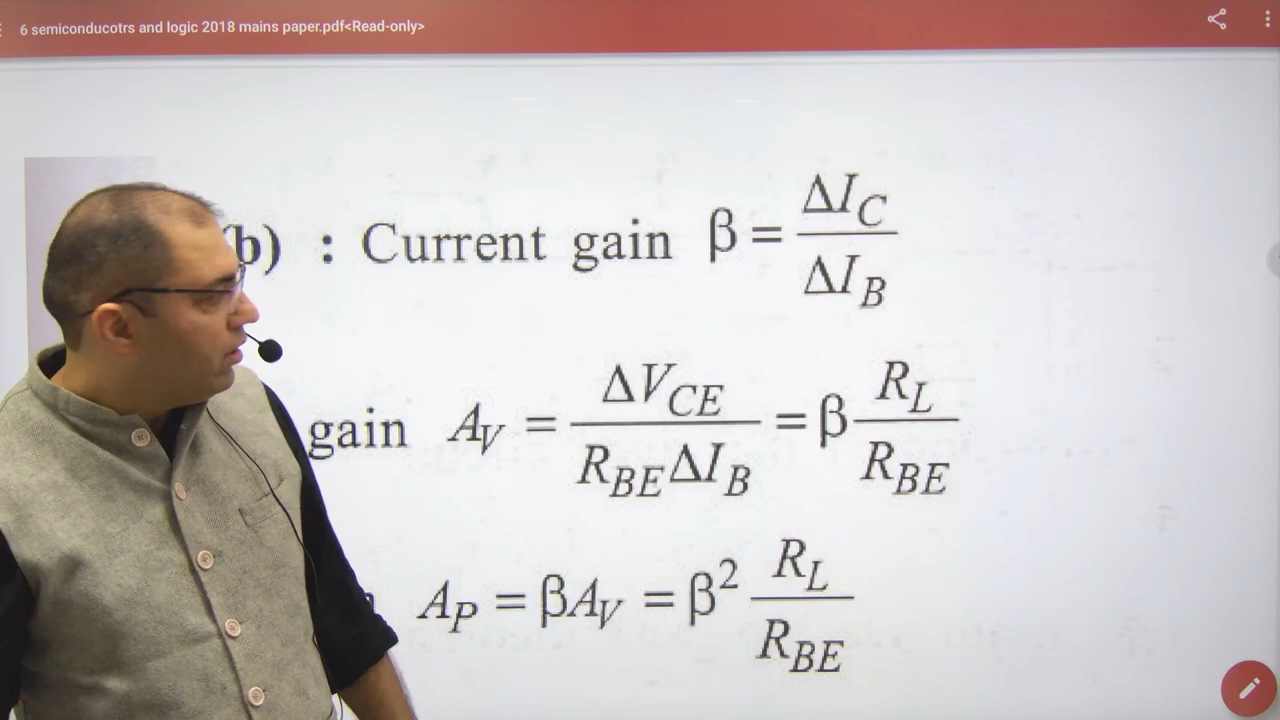 6 semiconducotrs and logic 2018 mains paper.pdf<Read-only>
b) : Current gain β = ΔI_C / ΔI_B
gain A_V = ΔV_CE / R_BE ΔI_B = β R_L / R_BE
A_P = βA_V = β² R_L / R_BE